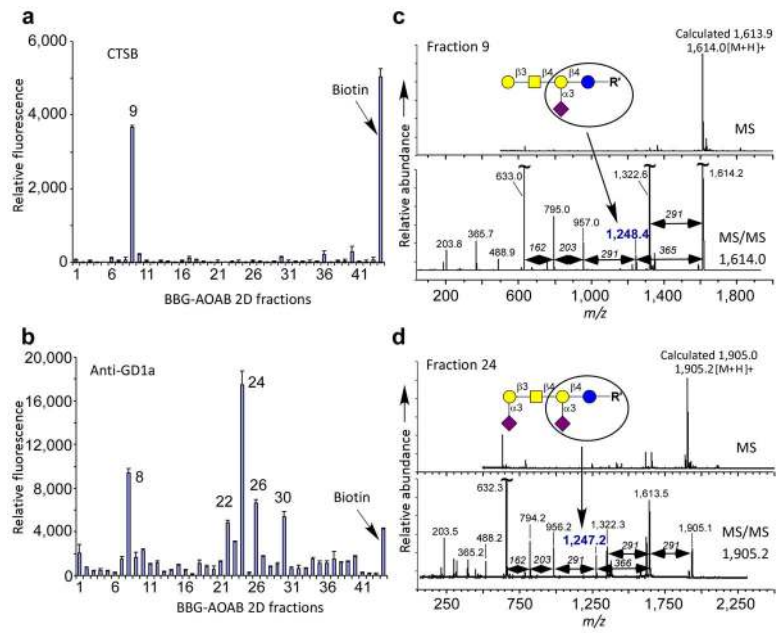 a
CTSB
Relative fluorescence
6,000
4,000
2,000
0
9
Biotin
1 6 11 16 21 26 31 36 41
BBG-AOAB 2D fractions
b
Anti-GD1a
Relative fluorescence
20,000
16,000
12,000
8,000
4,000
0
8
22
24
26
30
Biotin
1 6 11 16 21 26 31 36 41
BBG-AOAB 2D fractions
c
Fraction 9
Calculated 1,613.9
1,614.0[M+H]+
β3 β4 β4
R'
α3
MS
Relative abundance
633.0
1,322.6
1,614.2
795.0
957.0
1,248.4
291
203.8
365.7
488.9
162
203
291
365
MS/MS
1,614.0
200 600 1,000 1,400 1,800
m/z
d
Fraction 24
Calculated 1,905.0
1,905.2[M+H]+
β3 β4 β4
R'
α3 α3
MS
Relative abundance
632.3
1,613.5
794.2
956.2
1,247.2
1,322.3
1,905.1
203.5
365.2
488.2
162
203
291
291
366
291
MS/MS
1,905.2
250 750 1,250 1,750 2,250
m/z